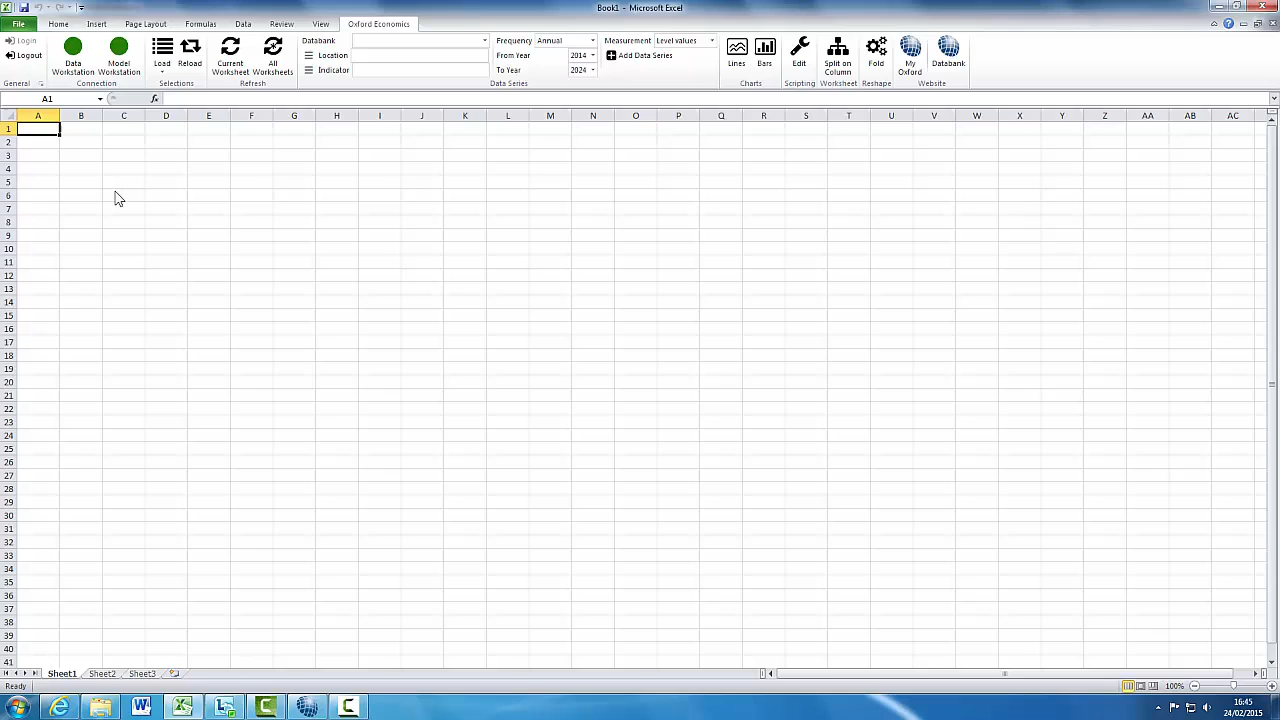 Book1 - Microsoft Excel
File Home Insert Page Layout Formulas Data Review View Oxford Economics
Login
Logout
General
Data Workstation
Mode Workstation
Connection
Load
Reload
Selections
Current Worksheet
All Worksheets
Refresh
Databank
Location
Indicator
Frequency Annual
From Year 2014
To Year 2024
Measurement Level values
Add Data Series
Data Series
Lines
Bars
Charts
Edit
Scripting
Split on Column
Worksheet
Fold
Reshape
My Oxford
Databank
Website
A1 fx
A B C D E F G H I J K L M N O P Q R S T U V W X Y Z AA AB AC
1
2
3
4
5
6
7
8
9
10
11
12
13
14
15
16
17
18
19
20
21
22
23
24
25
26
27
28
29
30
31
32
33
34
35
36
37
38
39
40
41
Sheet1 Sheet2 Sheet3
Ready 100%
16:45
24/02/2015